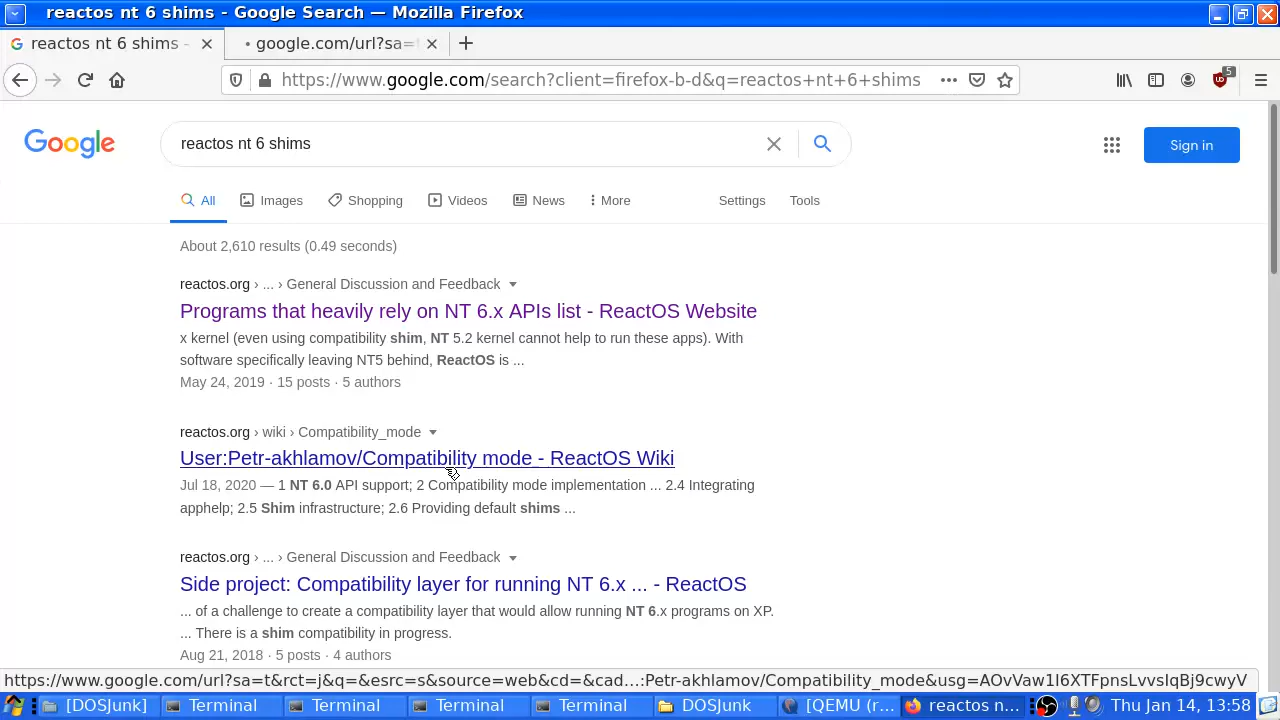 reactos nt 6 shims - Google Search — Mozilla Firefox
reactos nt 6 shims -
google.com/url?sa=
https://www.google.com/search?client=firefox-b-d&q=reactos+nt+6+shims
5
Google
reactos nt 6 shims
Sign in
All
Images
Shopping
Videos
News
More
Settings
Tools
About 2,610 results (0.49 seconds)
reactos.org › ... › General Discussion and Feedback
Programs that heavily rely on NT 6.x APIs list - ReactOS Website
x kernel (even using compatibility shim, NT 5.2 kernel cannot help to run these apps). With
software specifically leaving NT5 behind, ReactOS is ...
May 24, 2019 · 15 posts · 5 authors
reactos.org › wiki › Compatibility_mode
User:Petr-akhlamov/Compatibility mode - ReactOS Wiki
Jul 18, 2020 — 1 NT 6.0 API support; 2 Compatibility mode implementation ... 2.4 Integrating
apphelp; 2.5 Shim infrastructure; 2.6 Providing default shims ...
reactos.org › ... › General Discussion and Feedback
Side project: Compatibility layer for running NT 6.x ... - ReactOS
... of a challenge to create a compatibility layer that would allow running NT 6.x programs on XP.
... There is a shim compatibility in progress.
Aug 21, 2018 · 5 posts · 4 authors
https://www.google.com/url?sa=t&rct=j&q=&esrc=s&source=web&cd=&cad…:Petr-akhlamov/Compatibility_mode&usg=AOvVaw1I6XTFpnsLvvsIqBj9cwyV
[DOSJunk]
Terminal
Terminal
Terminal
Terminal
DOSJunk
[QEMU (r...
reactos n...
Thu Jan 14, 13:58